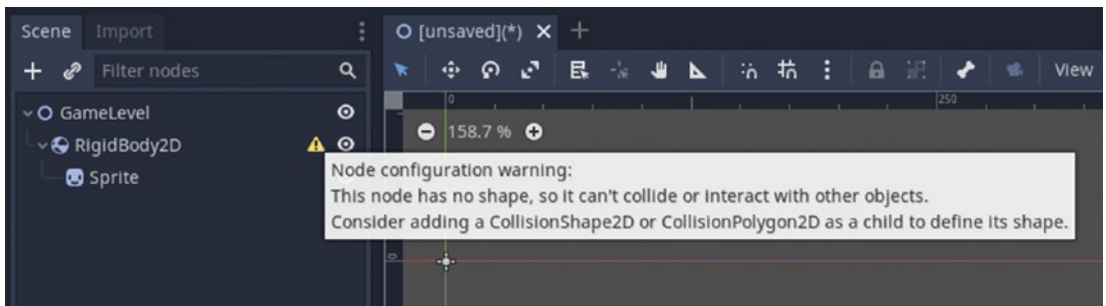 Scene Import
[unsaved](*)
Filter nodes
View
0 250
GameLevel
158.7 %
RigidBody2D
Sprite
Node configuration warning:
This node has no shape, so it can't collide or interact with other objects.
Consider adding a CollisionShape2D or CollisionPolygon2D as a child to define its shape.
0